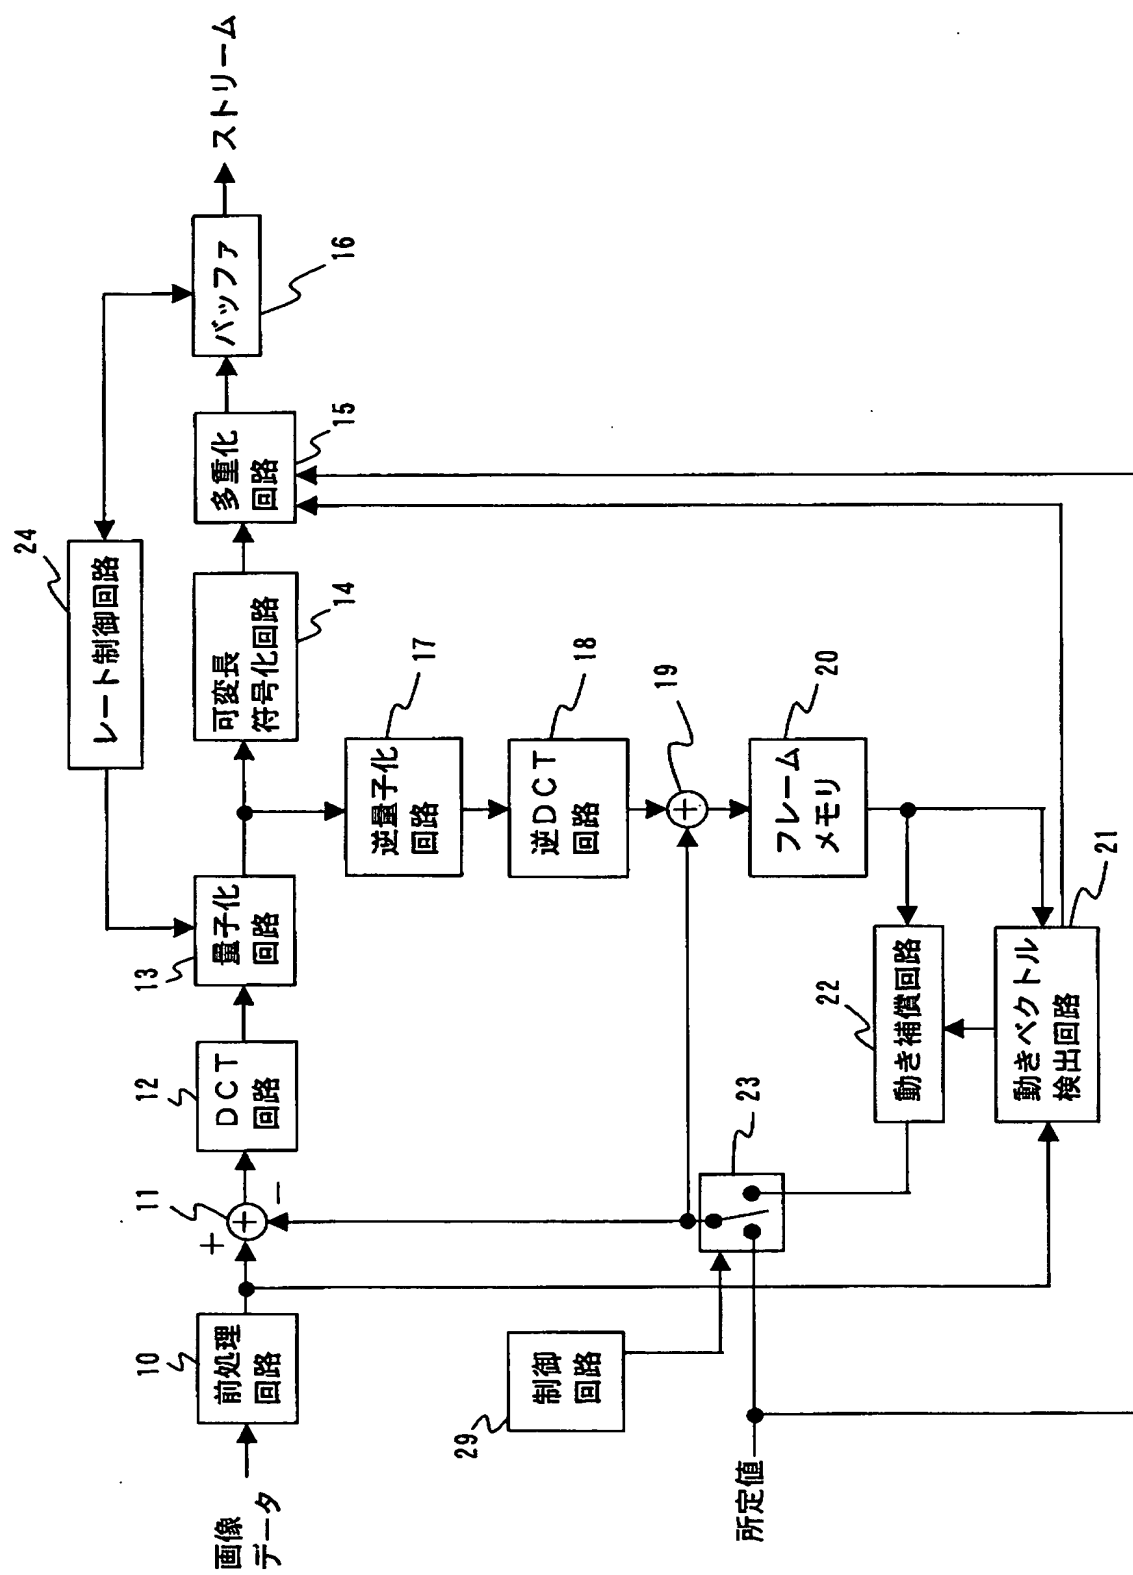 24
レート制御回路
画像
データ
10
前処理
回路
+
11
−
12
DCT
回路
13
量子化
回路
可変長
符号化回路
14
多重化
回路
15
バッファ
16
ストリーム
逆量子化
回路
17
逆DCT
回路
18
+
19
フレーム
メモリ
20
29
制御
回路
所定値
23
22
動き補償回路
動きベクトル
検出回路
21